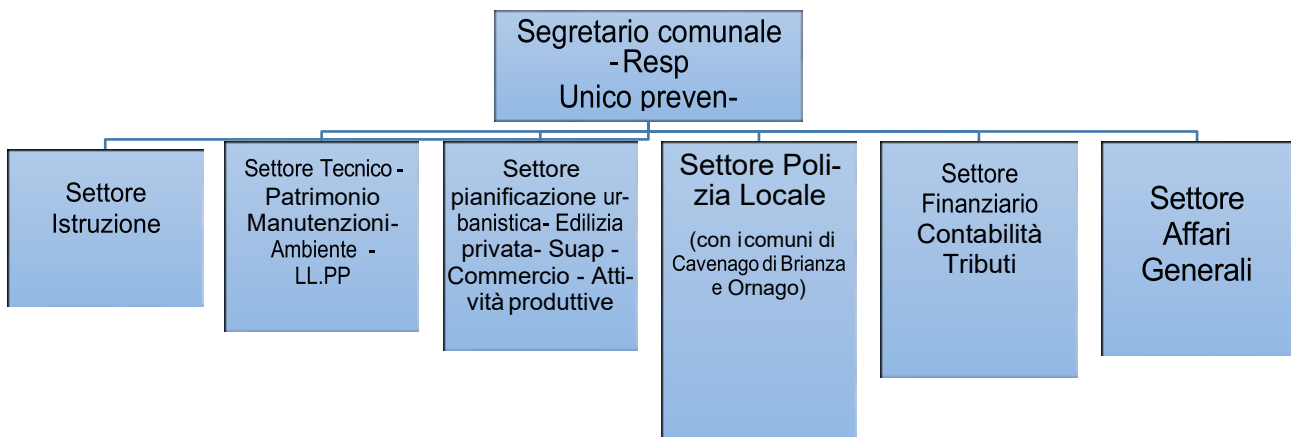 Segretario comunale
-Resp
Unico preven-
Settore
Istruzione
Settore Tecnico -
Patrimonio
Manutenzioni-
Ambiente -
LL.PP
Settore
pianificazione ur-
banistica- Edilizia
privata- Suap -
Commercio - Atti-
vità produttive
Settore Poli-
zia Locale
(con i comuni di
Cavenago di Brianza
e Ornago)
Settore
Finanziario
Contabilità
Tributi
Settore
Affari
Generali